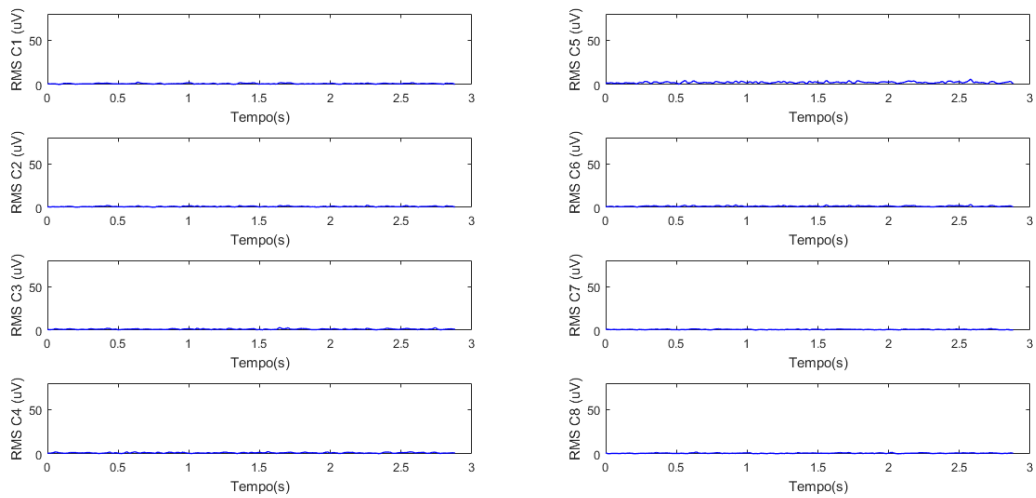 RMS C1 (uV)
50
0
0 0.5 1 1.5 2 2.5 3
Tempo(s)
RMS C5 (uV)
50
0
0 0.5 1 1.5 2 2.5 3
Tempo(s)
RMS C2 (uV)
50
0
0 0.5 1 1.5 2 2.5 3
Tempo(s)
RMS C6 (uV)
50
0
0 0.5 1 1.5 2 2.5 3
Tempo(s)
RMS C3 (uV)
50
0
0 0.5 1 1.5 2 2.5 3
Tempo(s)
RMS C7 (uV)
50
0
0 0.5 1 1.5 2 2.5 3
Tempo(s)
RMS C4 (uV)
50
0
0 0.5 1 1.5 2 2.5 3
Tempo(s)
RMS C8 (uV)
50
0
0 0.5 1 1.5 2 2.5 3
Tempo(s)